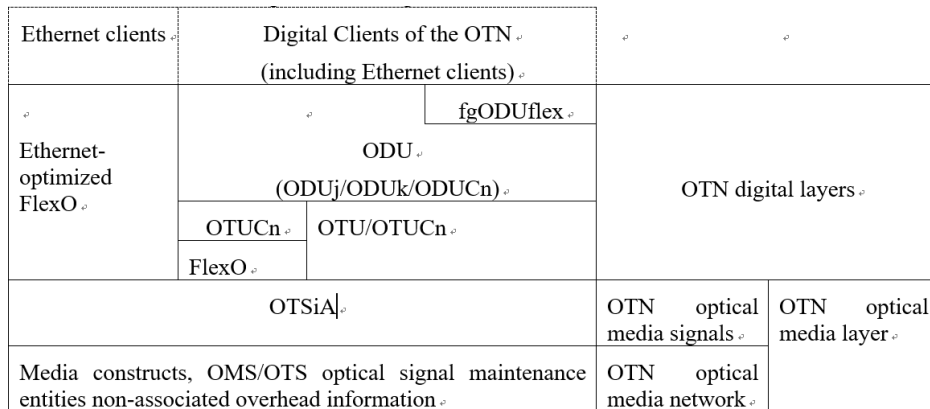 Ethernet clients
Digital Clients of the OTN
(including Ethernet clients)
fgODUflex
Ethernet-
optimized
FlexO
ODU
(ODUj/ODUk/ODUCn)
OTN digital layers
OTUCn
OTU/OTUCn
FlexO
OTSiA
OTN optical
media signals
OTN optical
media layer
Media constructs, OMS/OTS optical signal maintenance
entities non-associated overhead information
OTN optical
media network